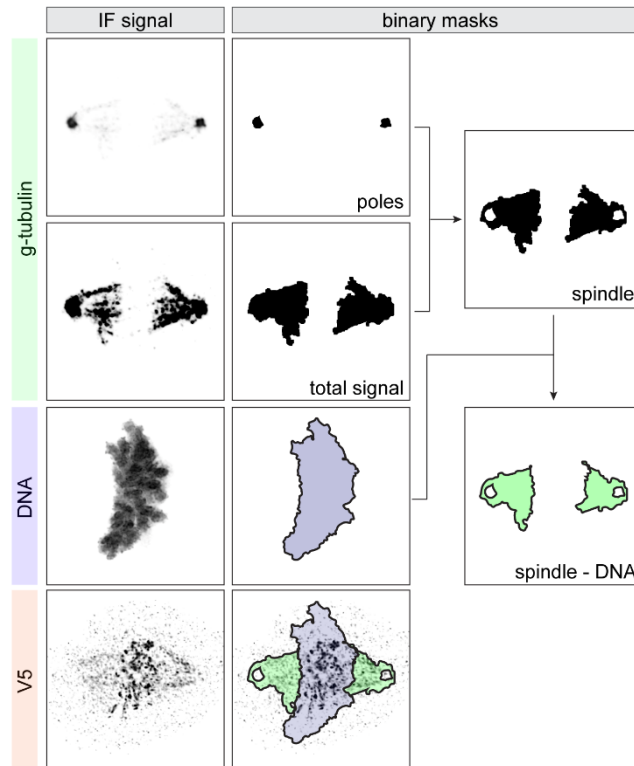 IF signal
binary masks
g-tubulin
poles
spindle
total signal
DNA
spindle - DNA
V5